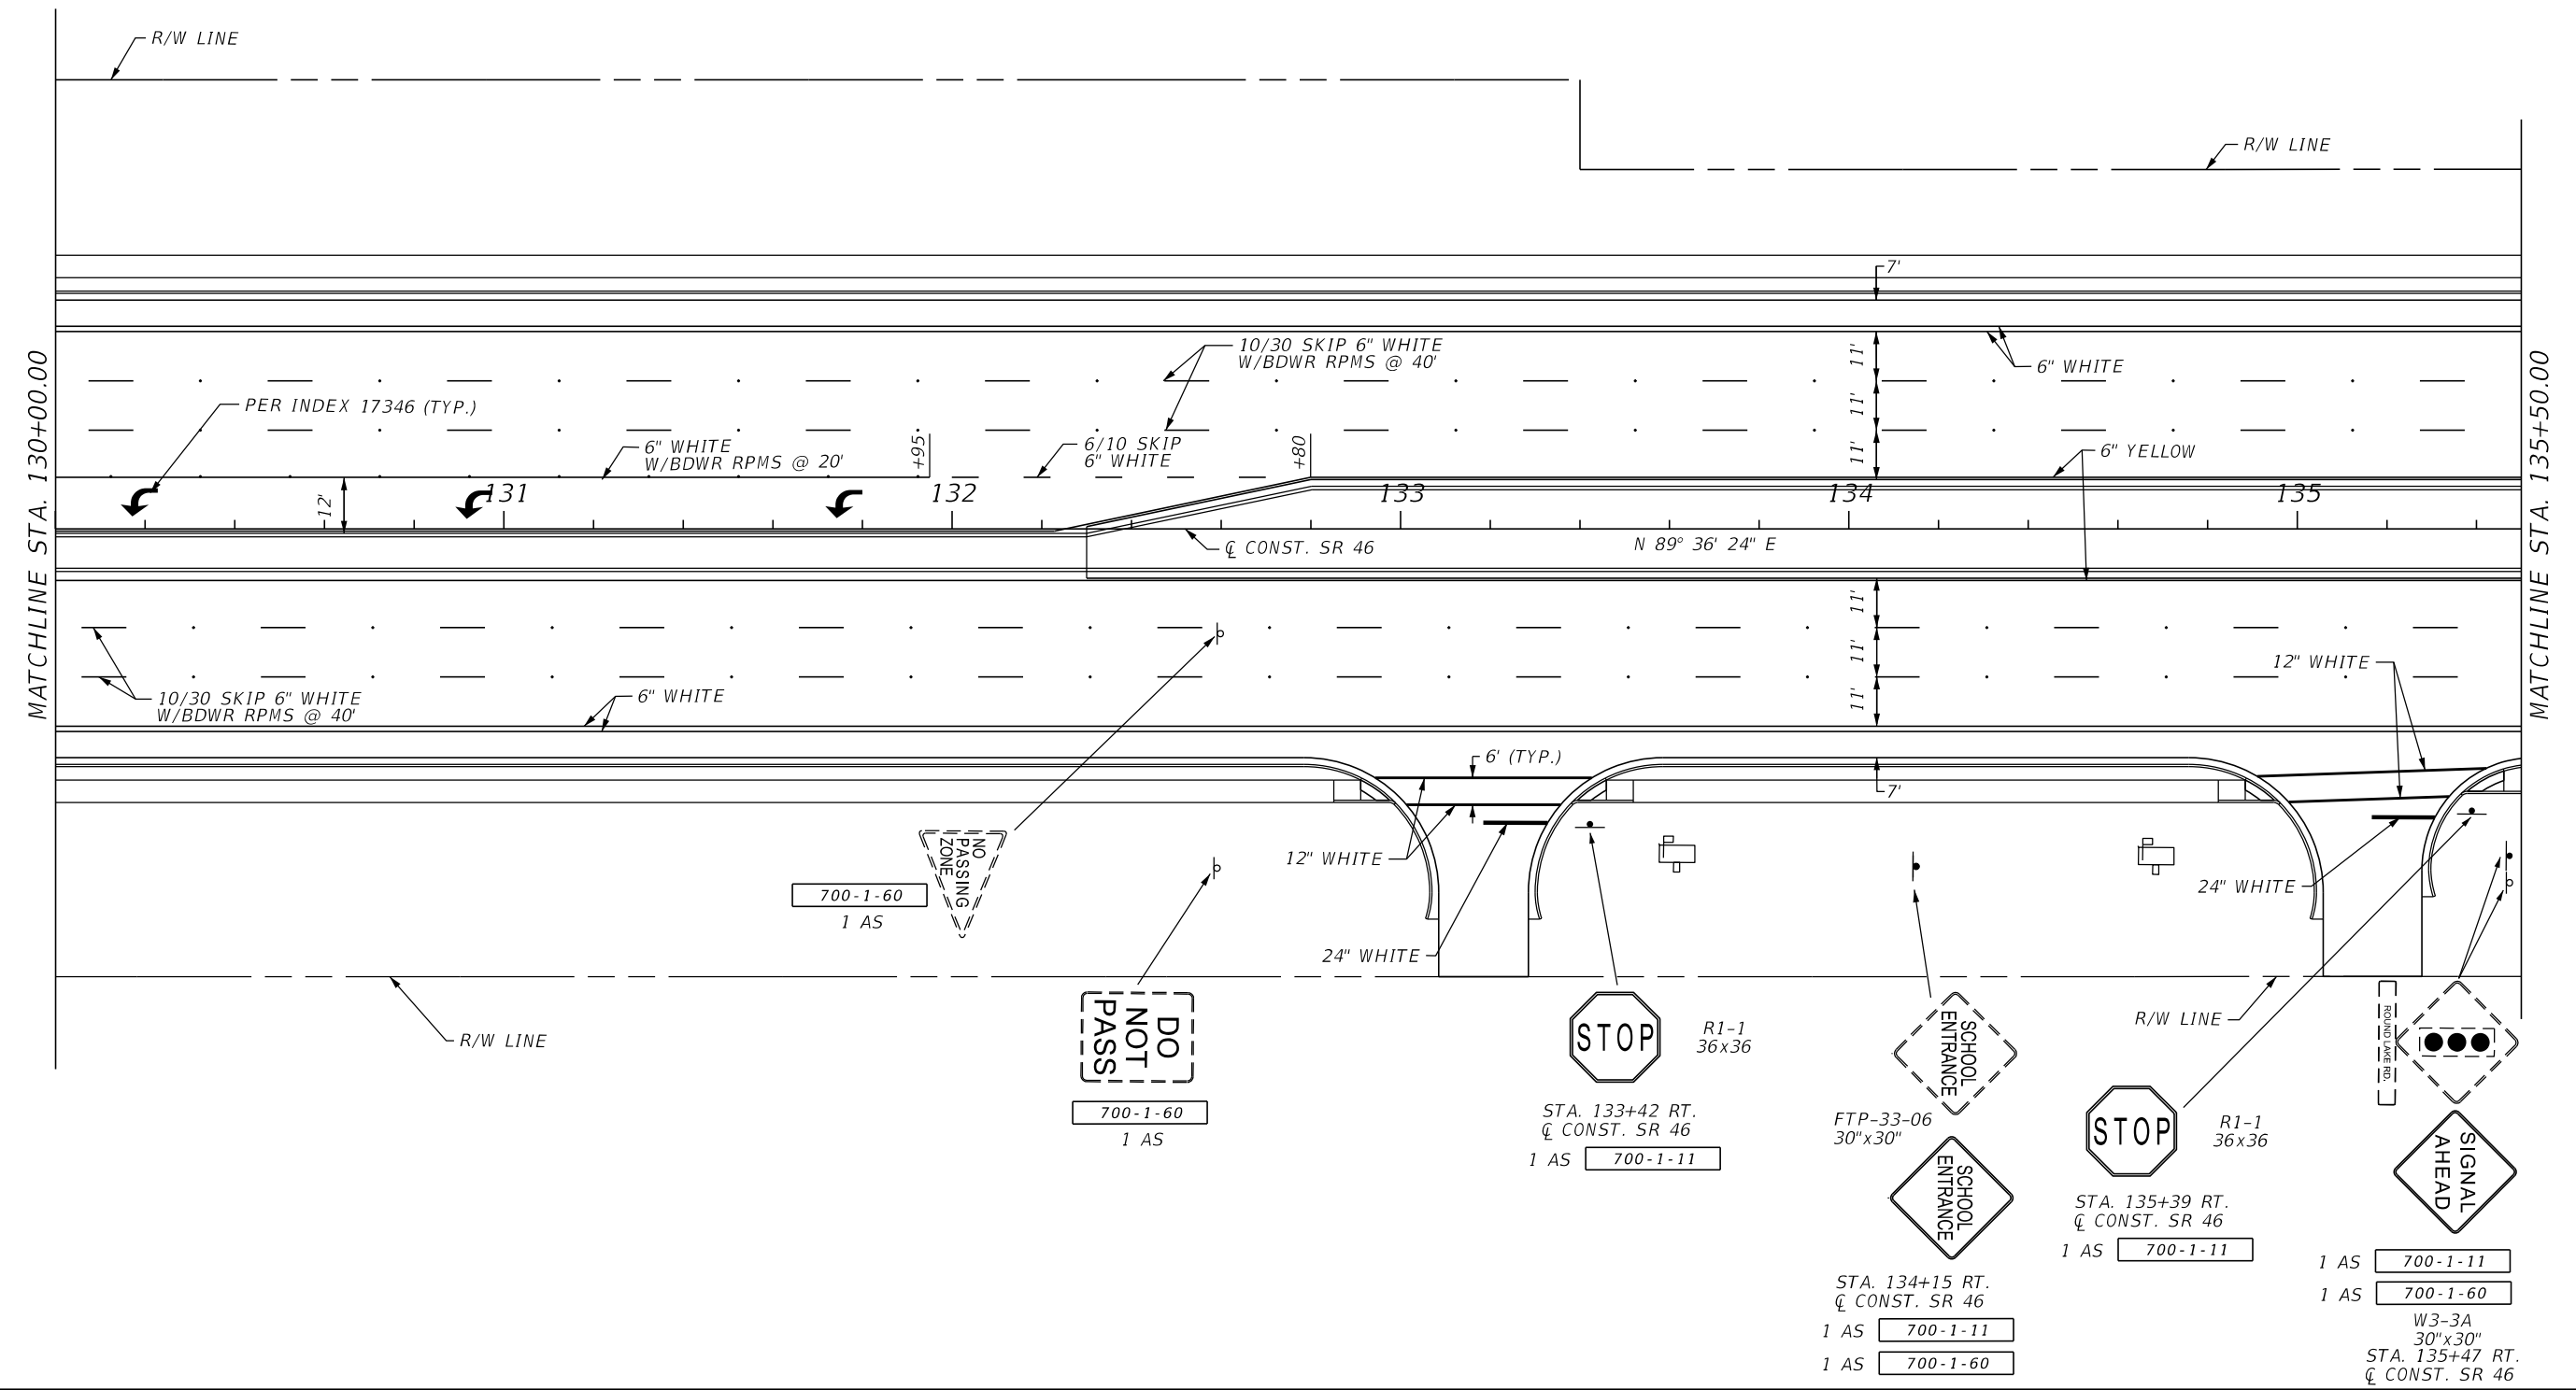 R/W LINE
R/W LINE
MATCHLINE STA. 130+00.00
MATCHLINE STA. 135+50.00
7'
10/30 SKIP 6" WHITE
W/BDWR RPMS @ 40'
11'
11'
11'
6" WHITE
PER INDEX 17346 (TYP.)
6" WHITE
W/BDWR RPMS @ 20'
+95
6/10 SKIP
6" WHITE
+80
6" YELLOW
12'
131
132
133
134
135
℄ CONST. SR 46
N 89° 36' 24" E
11'
11'
11'
10/30 SKIP 6" WHITE
W/BDWR RPMS @ 40'
6" WHITE
12" WHITE
6' (TYP.)
7'
12" WHITE
24" WHITE
24" WHITE
NO
PASSING
ZONE
700-1-60
1 AS
R/W LINE
R/W LINE
DO
NOT
PASS
700-1-60
1 AS
STOP
R1-1
36x36
STA. 133+42 RT.
℄ CONST. SR 46
1 AS 700-1-11
SCHOOL
ENTRANCE
FTP-33-06
30"x30"
SCHOOL
ENTRANCE
STA. 134+15 RT.
℄ CONST. SR 46
1 AS 700-1-11
1 AS 700-1-60
STOP
R1-1
36x36
STA. 135+39 RT.
℄ CONST. SR 46
1 AS 700-1-11
ROUND LAKE RD.
SIGNAL
AHEAD
1 AS 700-1-11
1 AS 700-1-60
W3-3A
30"x30"
STA. 135+47 RT.
℄ CONST. SR 46